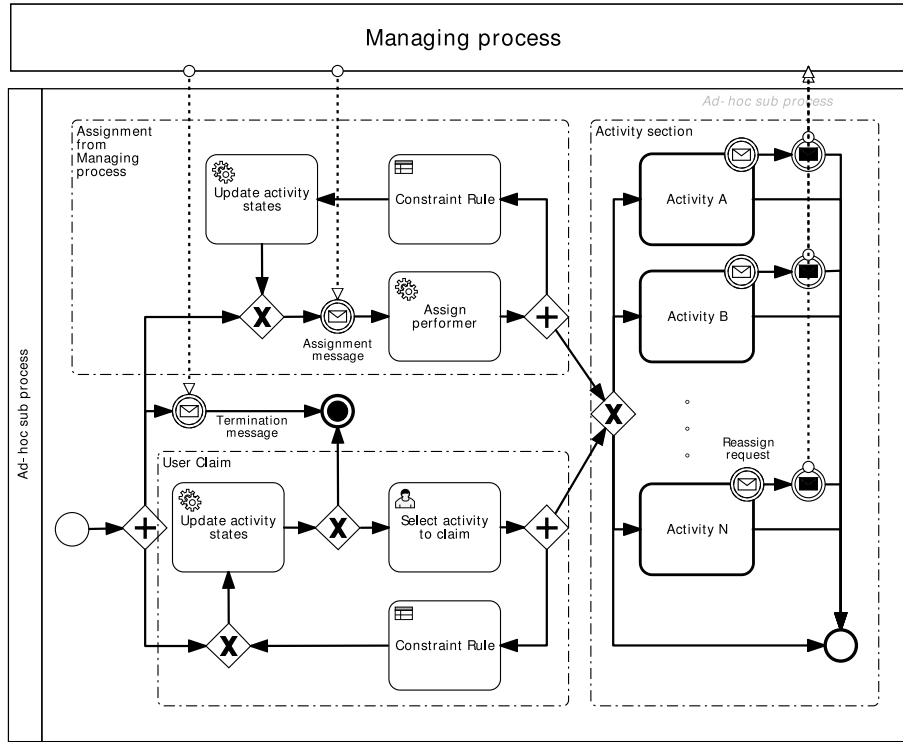 Managing process
Ad-hoc sub process
Ad-hoc sub process
Assignment
from
Managing
process
Update activity
states
Constraint Rule
Assign
performer
Assignment
message
Termination
message
User Claim
Update activity
states
Select activity
to claim
Constraint Rule
Activity section
Activity A
Activity B
Reassign
request
Activity N